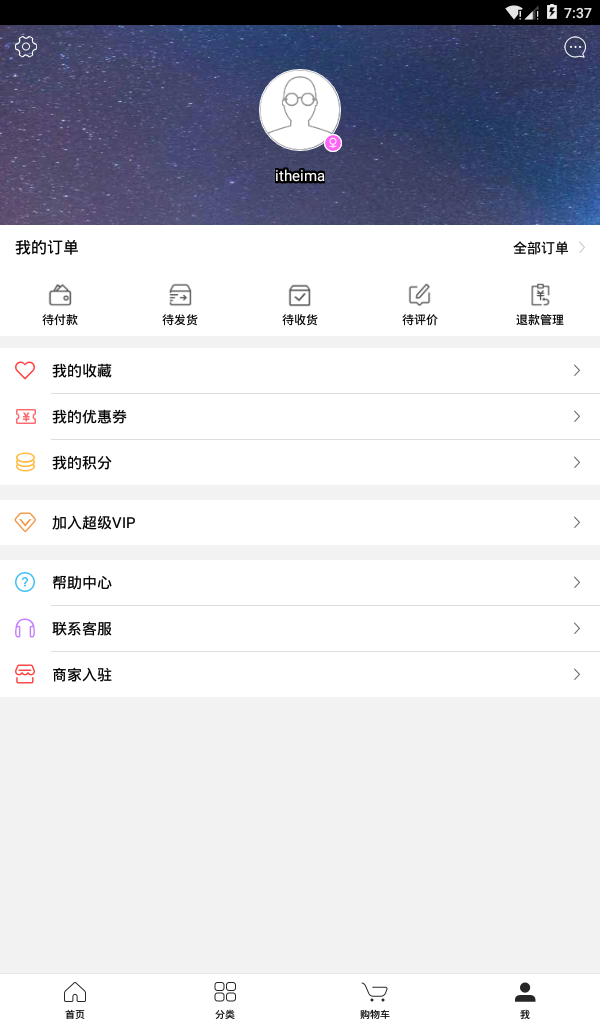 7:37
itheima
我的订单 全部订单
待付款 待发货 待收货 待评价 退款管理
我的收藏
我的优惠券
我的积分
加入超级VIP
帮助中心
联系客服
商家入驻
首页 分类 购物车 我